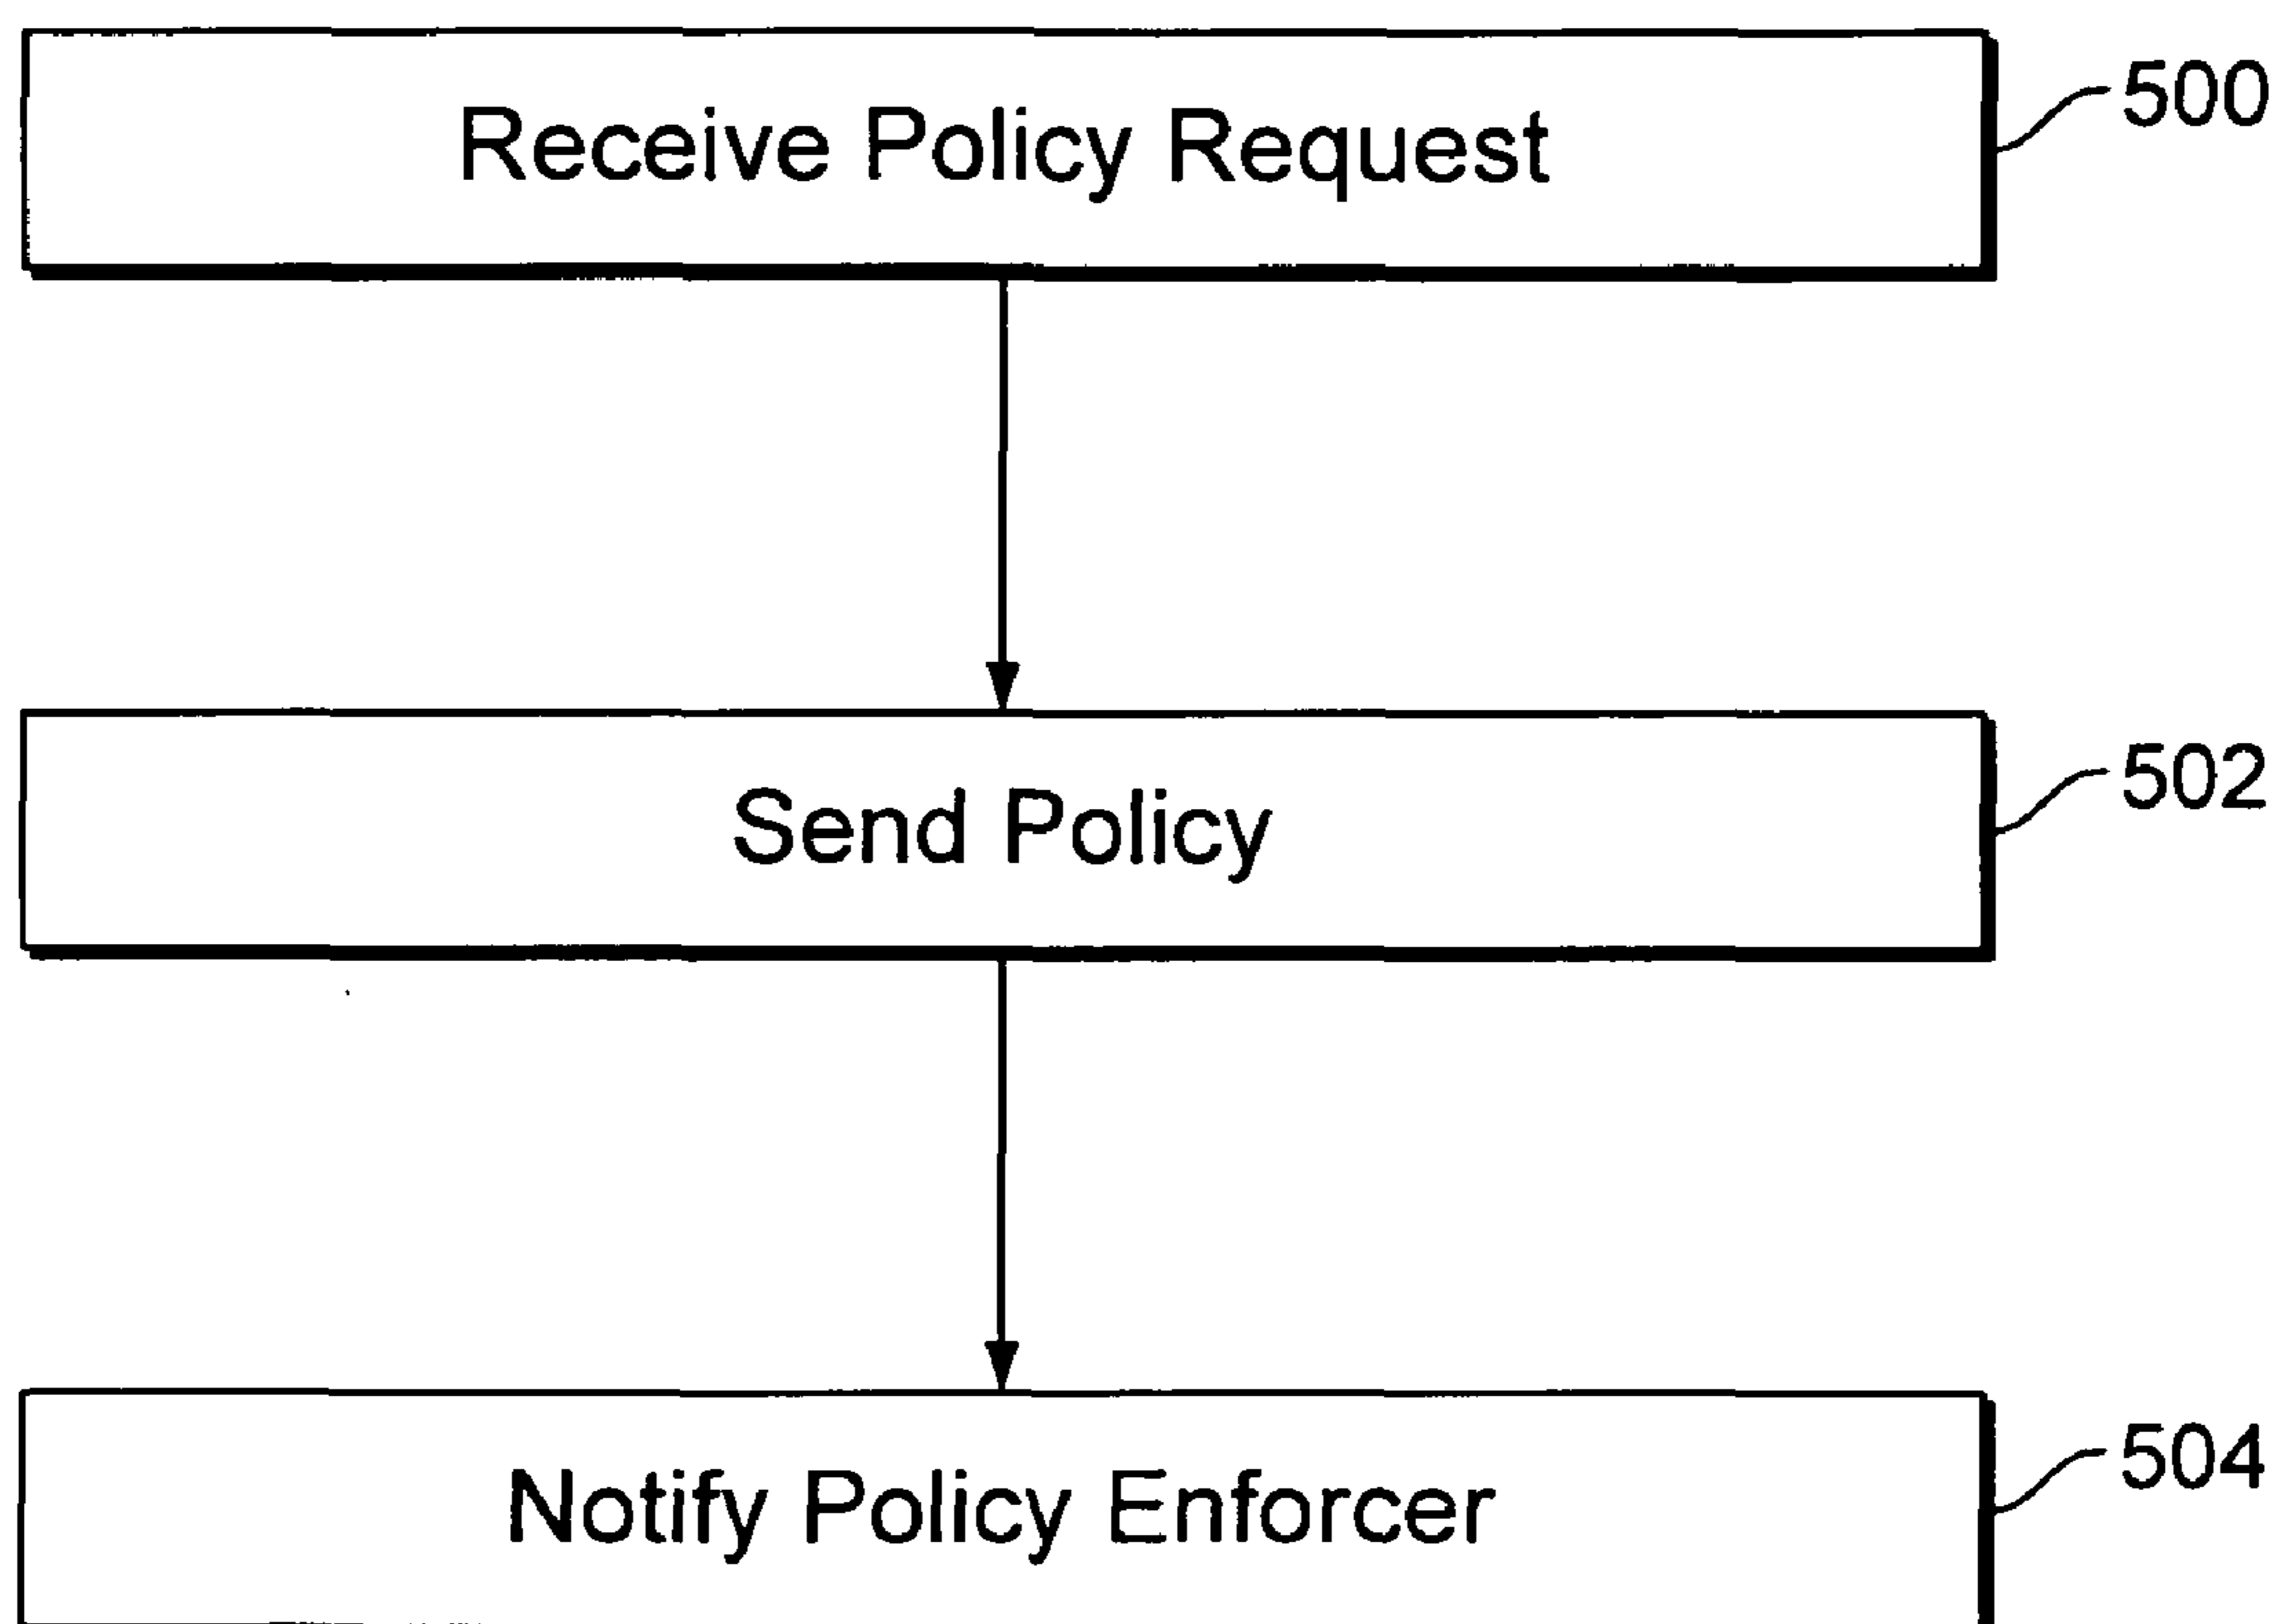 Receive Policy Request
500
Send Policy
502
Notify Policy Enforcer
504